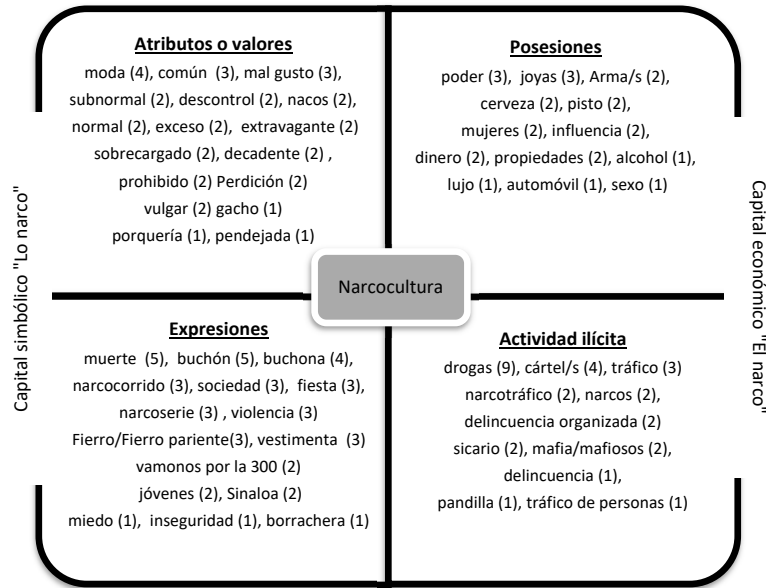 Atributos o valores
moda (4), común (3), mal gusto (3),
subnormal (2), descontrol (2), nacos (2),
normal (2), exceso (2), extravagante (2)
sobrecargado (2), decadente (2) ,
prohibido (2) Perdición (2)
vulgar (2) gacho (1)
porquería (1), pendejada (1)
Posesiones
poder (3), joyas (3), Arma/s (2),
cerveza (2), pisto (2),
mujeres (2), influencia (2),
dinero (2), propiedades (2), alcohol (1),
lujo (1), automóvil (1), sexo (1)
Capital simbólico "Lo narco"
Capital económico "El narco"
Narcocultura
Expresiones
muerte (5), buchón (5), buchona (4),
narcocorrido (3), sociedad (3), fiesta (3),
narcoserie (3) , violencia (3)
Fierro/Fierro pariente(3), vestimenta (3)
vamonos por la 300 (2)
jóvenes (2), Sinaloa (2)
miedo (1), inseguridad (1), borrachera (1)
Actividad ilícita
drogas (9), cártel/s (4), tráfico (3)
narcotráfico (2), narcos (2),
delincuencia organizada (2)
sicario (2), mafia/mafiosos (2),
delincuencia (1),
pandilla (1), tráfico de personas (1)